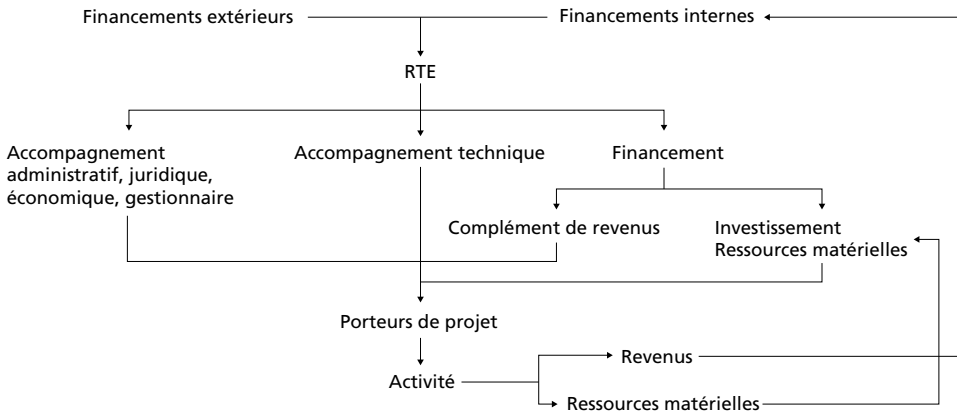 Financements extérieurs
Financements internes
RTE
Accompagnement
administratif, juridique,
économique, gestionnaire
Accompagnement technique
Financement
Complément de revenus
Investissement
Ressources matérielles
Porteurs de projet
Activité
Revenus
Ressources matérielles